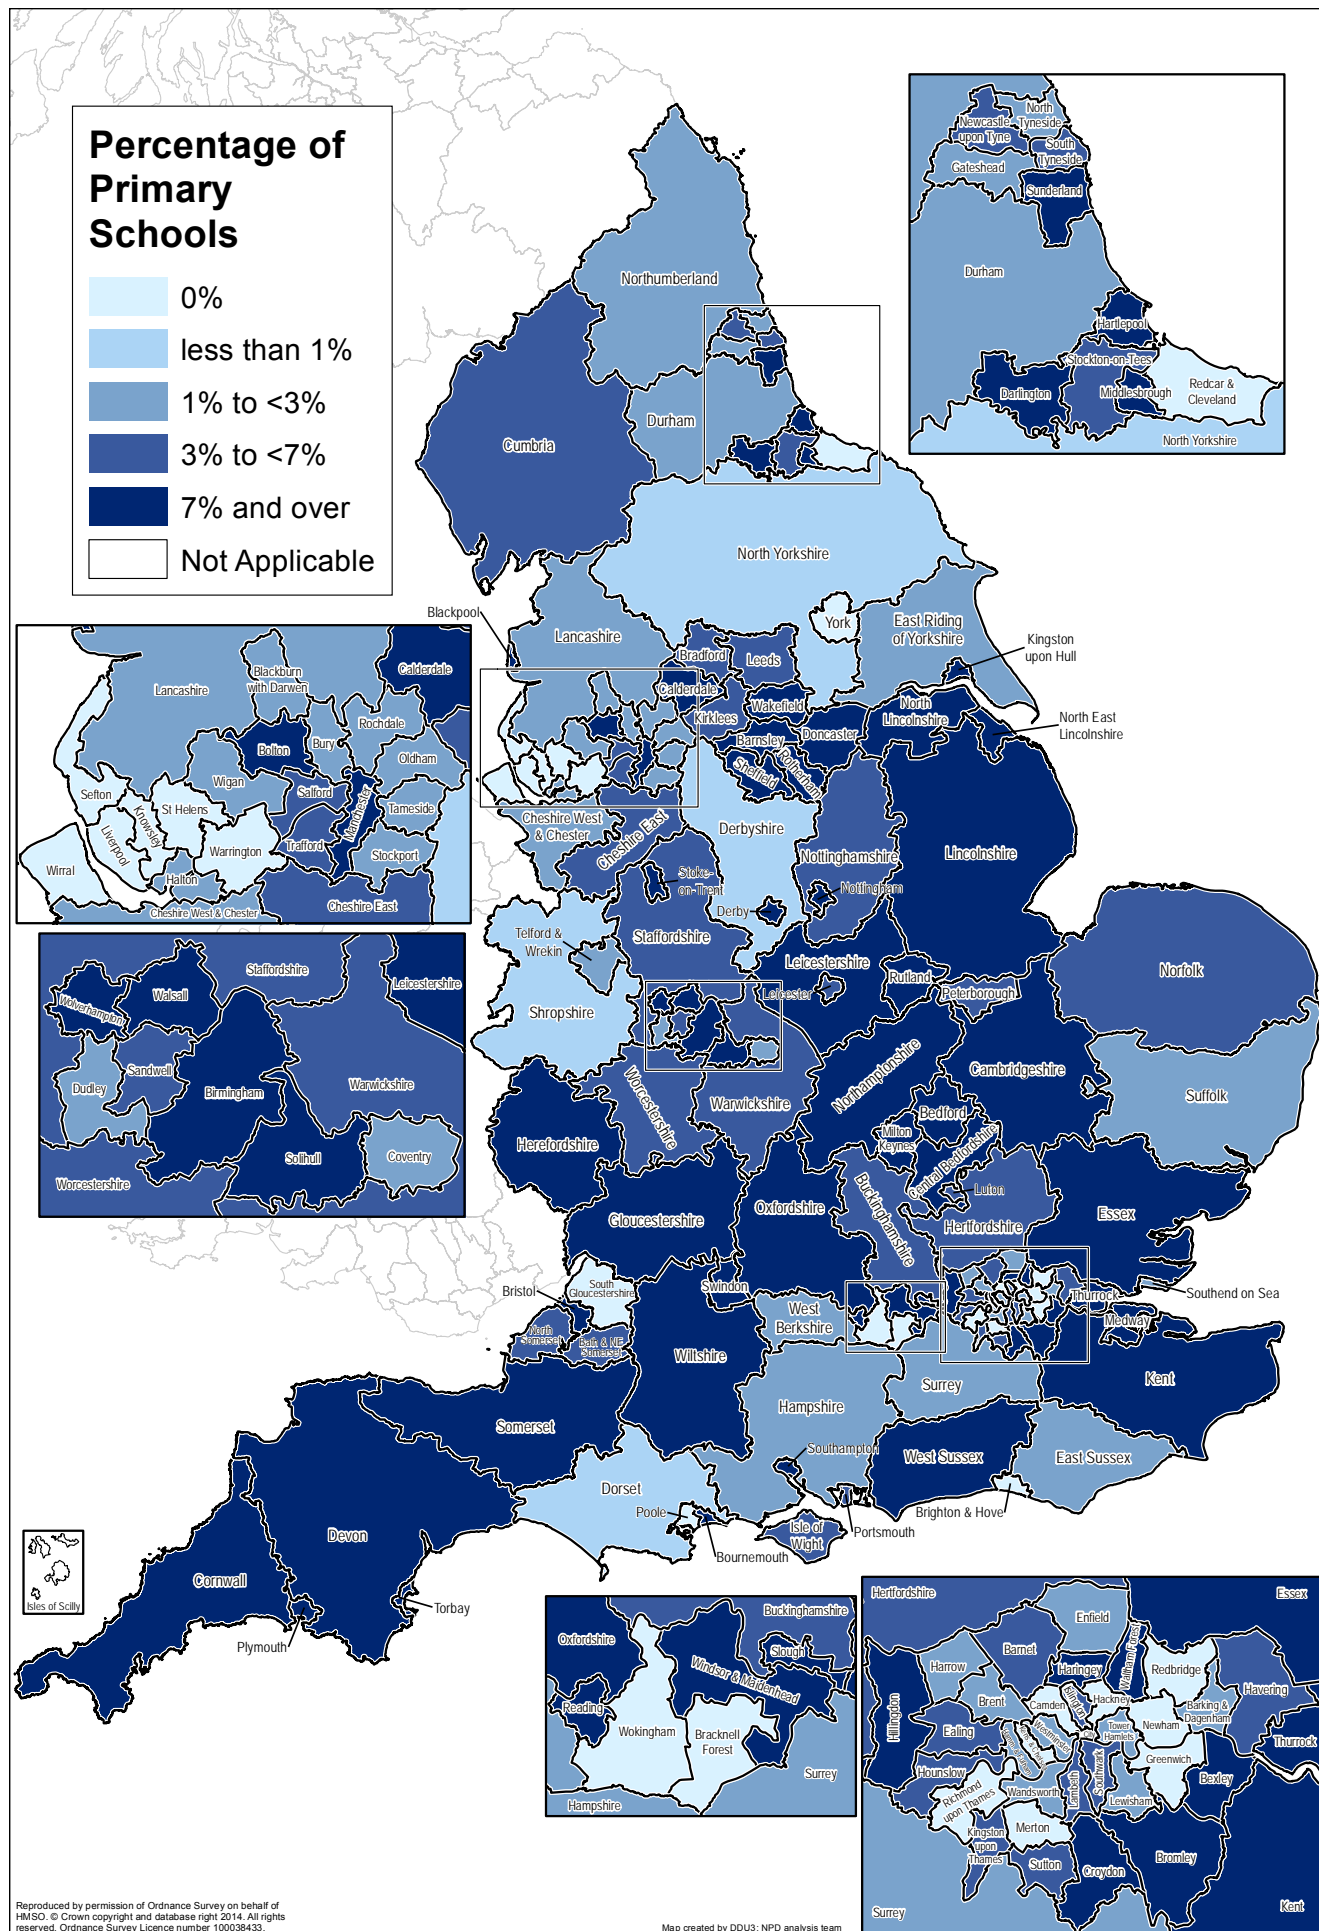 Percentage of
Primary
Schools
0%
less than 1%
1% to <3%
3% to <7%
7% and over
Not Applicable
North
Tyneside
Newcastle
upon Tyne
South
Tyneside
Gateshead
Sunderland
Durham
Hartlepool
Stockton-on-Tees
Darlington
Middlesbrough
Redcar &
Cleveland
North Yorkshire
Northumberland
Durham
Cumbria
North Yorkshire
Blackpool
Lancashire
York
East Riding
of Yorkshire
Kingston
upon Hull
Bradford
Leeds
Calderdale
Kirklees
Wakefield
North
Lincolnshire
North East
Lincolnshire
Barnsley
Doncaster
Sheffield
Rotherham
Cheshire West
& Chester
Cheshire East
Derbyshire
Nottinghamshire
Lincolnshire
Stoke-
on-Trent
Nottingham
Derby
Staffordshire
Telford &
Wrekin
Shropshire
Leicestershire
Leicester
Rutland
Peterborough
Norfolk
Suffolk
Cambridgeshire
Northamptonshire
Worcestershire
Warwickshire
Herefordshire
Bedford
Milton
Keynes
Central Bedfordshire
Luton
Buckinghamshire
Hertfordshire
Essex
Oxfordshire
Gloucestershire
South
Gloucestershire
Swindon
Bristol
North
Somerset
Bath & NE
Somerset
Wiltshire
West
Berkshire
Thurrock
Southend on Sea
Medway
Kent
Surrey
Hampshire
Somerset
Southampton
West Sussex
East Sussex
Dorset
Poole
Bournemouth
Isle of
Wight
Portsmouth
Brighton & Hove
Devon
Cornwall
Torbay
Plymouth
Isles of Scilly
Lancashire
Blackburn
with Darwen
Calderdale
Rochdale
Bolton
Bury
Oldham
Wigan
Salford
Manchester
Tameside
Sefton
St Helens
Knowsley
Liverpool
Wirral
Warrington
Trafford
Stockport
Halton
Cheshire West & Chester
Cheshire East
Staffordshire
Leicestershire
Wolverhampton
Walsall
Dudley
Sandwell
Birmingham
Warwickshire
Solihull
Coventry
Worcestershire
Buckinghamshire
Oxfordshire
Slough
Windsor & Maidenhead
Reading
Wokingham
Bracknell
Forest
Surrey
Hampshire
Hertfordshire
Essex
Enfield
Barnet
Harrow
Haringey
Waltham Forest
Redbridge
Havering
Hillingdon
Brent
Camden
Islington
Hackney
Barking &
Dagenham
Ealing
Westminster
City
Tower
Hamlets
Newham
Thurrock
Hounslow
Greenwich
Bexley
Richmond
upon Thames
Wandsworth
Lambeth
Southwark
Lewisham
Merton
Kingston
upon
Thames
Sutton
Croydon
Bromley
Surrey
Kent
Reproduced by permission of Ordnance Survey on behalf of
HMSO. © Crown copyright and database right 2014. All rights
reserved. Ordnance Survey Licence number 100038433.
Map created by DDU3: NPD analysis team